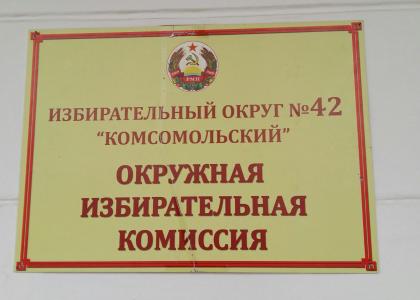 ИЗБИРАТЕЛЬНЫЙ ОКРУГ №42
"КОМСОМОЛЬСКИЙ"
ОКРУЖНАЯ
ИЗБИРАТЕЛЬНАЯ
КОМИССИЯ